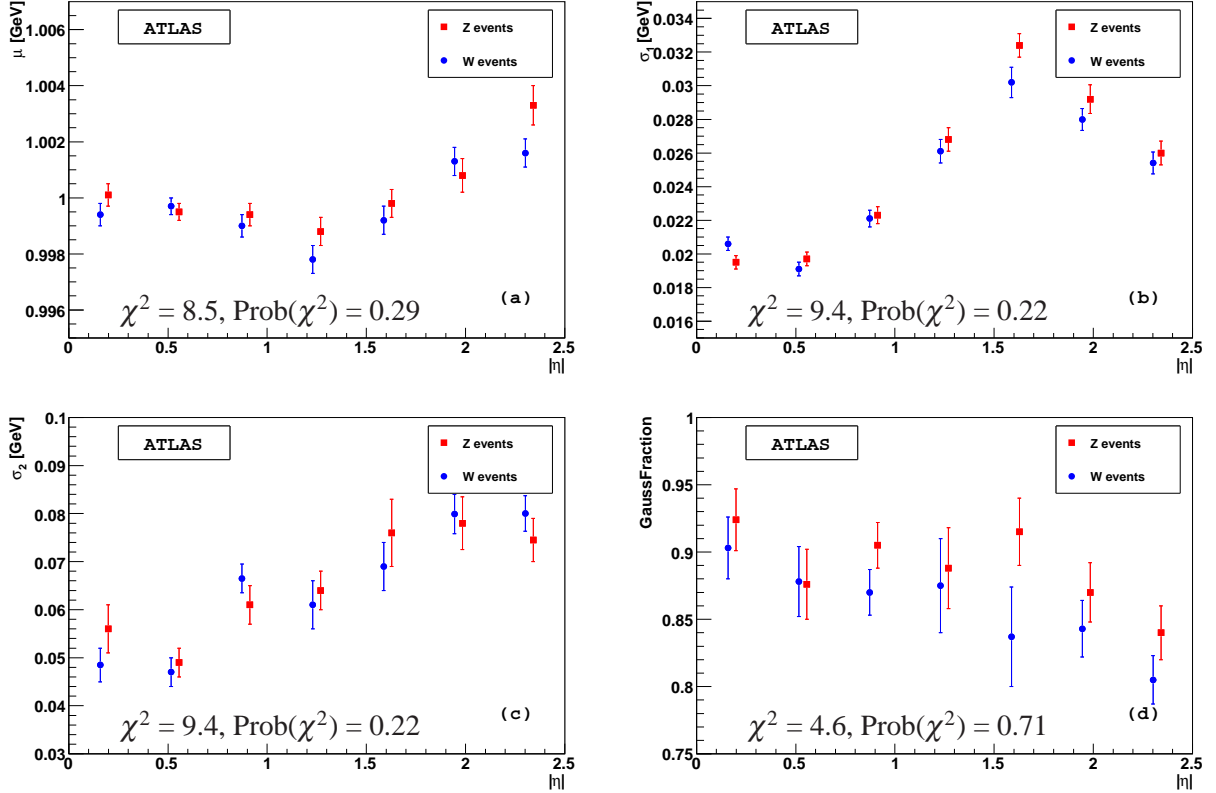 μ [GeV]
1.006
1.004
1.002
1
0.998
0.996
ATLAS
Z events
W events
(a)
χ² = 8.5, Prob(χ²) = 0.29
0 0.5 1 1.5 2 2.5
|η|
σ₁ [GeV]
0.034
0.032
0.03
0.028
0.026
0.024
0.022
0.02
0.018
0.016
ATLAS
Z events
W events
(b)
χ² = 9.4, Prob(χ²) = 0.22
0 0.5 1 1.5 2 2.5
|η|
σ₂ [GeV]
0.1
0.09
0.08
0.07
0.06
0.05
0.04
0.03
ATLAS
Z events
W events
(c)
χ² = 9.4, Prob(χ²) = 0.22
0 0.5 1 1.5 2 2.5
|η|
GaussFraction
1
0.95
0.9
0.85
0.8
0.75
ATLAS
Z events
W events
(d)
χ² = 4.6, Prob(χ²) = 0.71
0 0.5 1 1.5 2 2.5
|η|